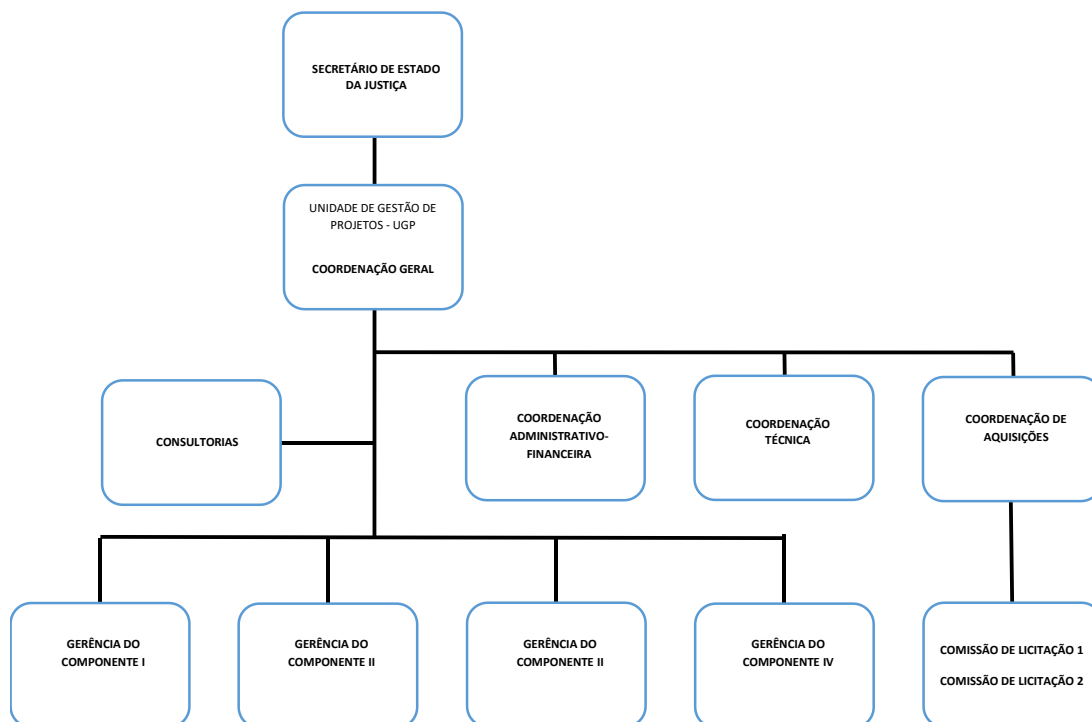 SECRETÁRIO DE ESTADO
DA JUSTIÇA
UNIDADE DE GESTÃO DE
PROJETOS - UGP
COORDENAÇÃO GERAL
CONSULTORIAS
COORDENAÇÃO
ADMINISTRATIVO-
FINANCEIRA
COORDENAÇÃO
TÉCNICA
COORDENAÇÃO DE
AQUISIÇÕES
GERÊNCIA DO
COMPONENTE I
GERÊNCIA DO
COMPONENTE II
GERÊNCIA DO
COMPONENTE II
GERÊNCIA DO
COMPONENTE IV
COMISSÃO DE LICITAÇÃO 1
COMISSÃO DE LICITAÇÃO 2